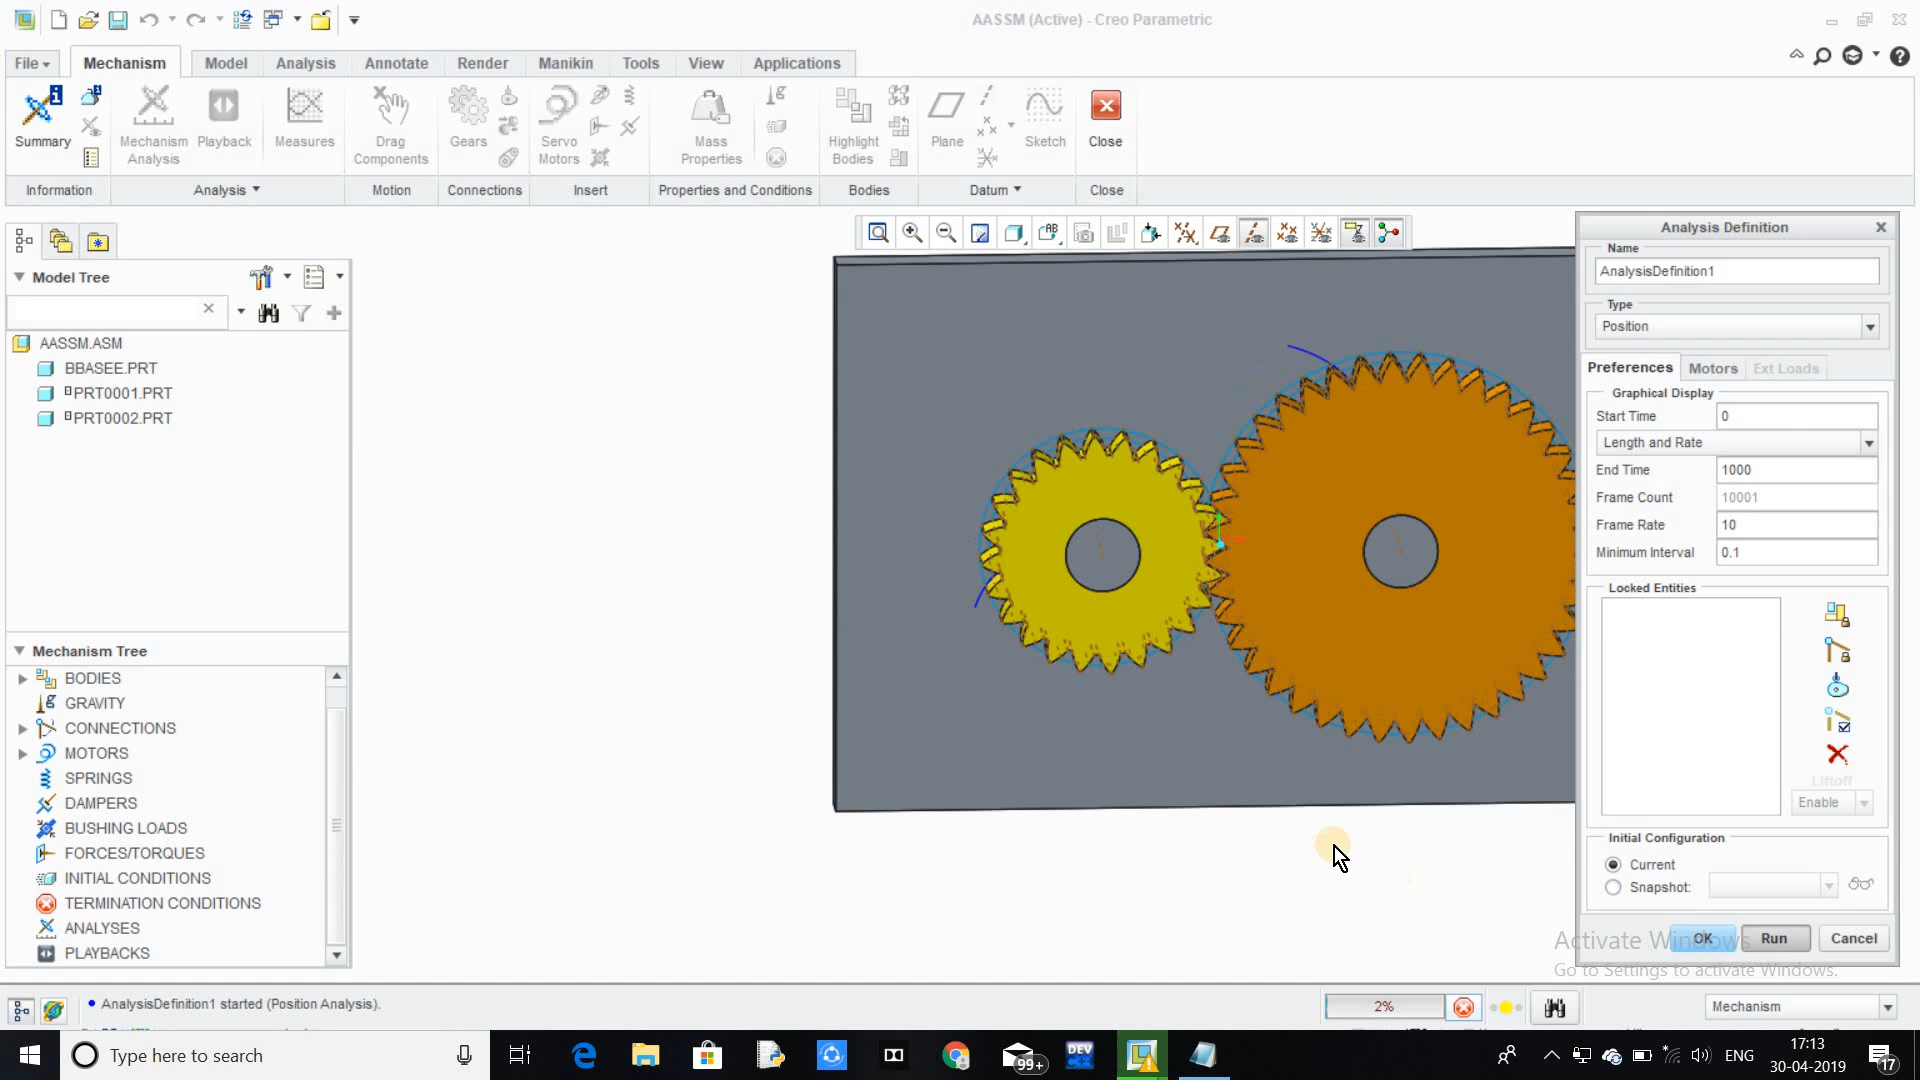 AASSM (Active) - Creo Parametric
File
Mechanism
Model
Analysis
Annotate
Render
Manikin
Tools
View
Applications
Summary
Mechanism
Analysis
Playback
Measures
Drag
Components
Gears
Servo
Motors
Mass
Properties
Highlight
Bodies
Plane
Sketch
Close
Information
Analysis
Motion
Connections
Insert
Properties and Conditions
Bodies
Datum
Close
Model Tree
AASSM.ASM
BBASEE.PRT
PRT0001.PRT
PRT0002.PRT
Mechanism Tree
BODIES
GRAVITY
CONNECTIONS
MOTORS
SPRINGS
DAMPERS
BUSHING LOADS
FORCES/TORQUES
INITIAL CONDITIONS
TERMINATION CONDITIONS
ANALYSES
PLAYBACKS
Analysis Definition
Name
AnalysisDefinition1
Type
Position
Preferences
Motors
Ext Loads
Graphical Display
Start Time 0
Length and Rate
End Time 1000
Frame Count 10001
Frame Rate 10
Minimum Interval 0.1
Locked Entities
Liftoff
Enable
Initial Configuration
Current
Snapshot:
OK
Run
Cancel
Activate Windows
Go to Settings to activate Windows.
AnalysisDefinition1 started (Position Analysis).
2%
Mechanism
Type here to search
99+
DEV
ENG
17:13
30-04-2019
17